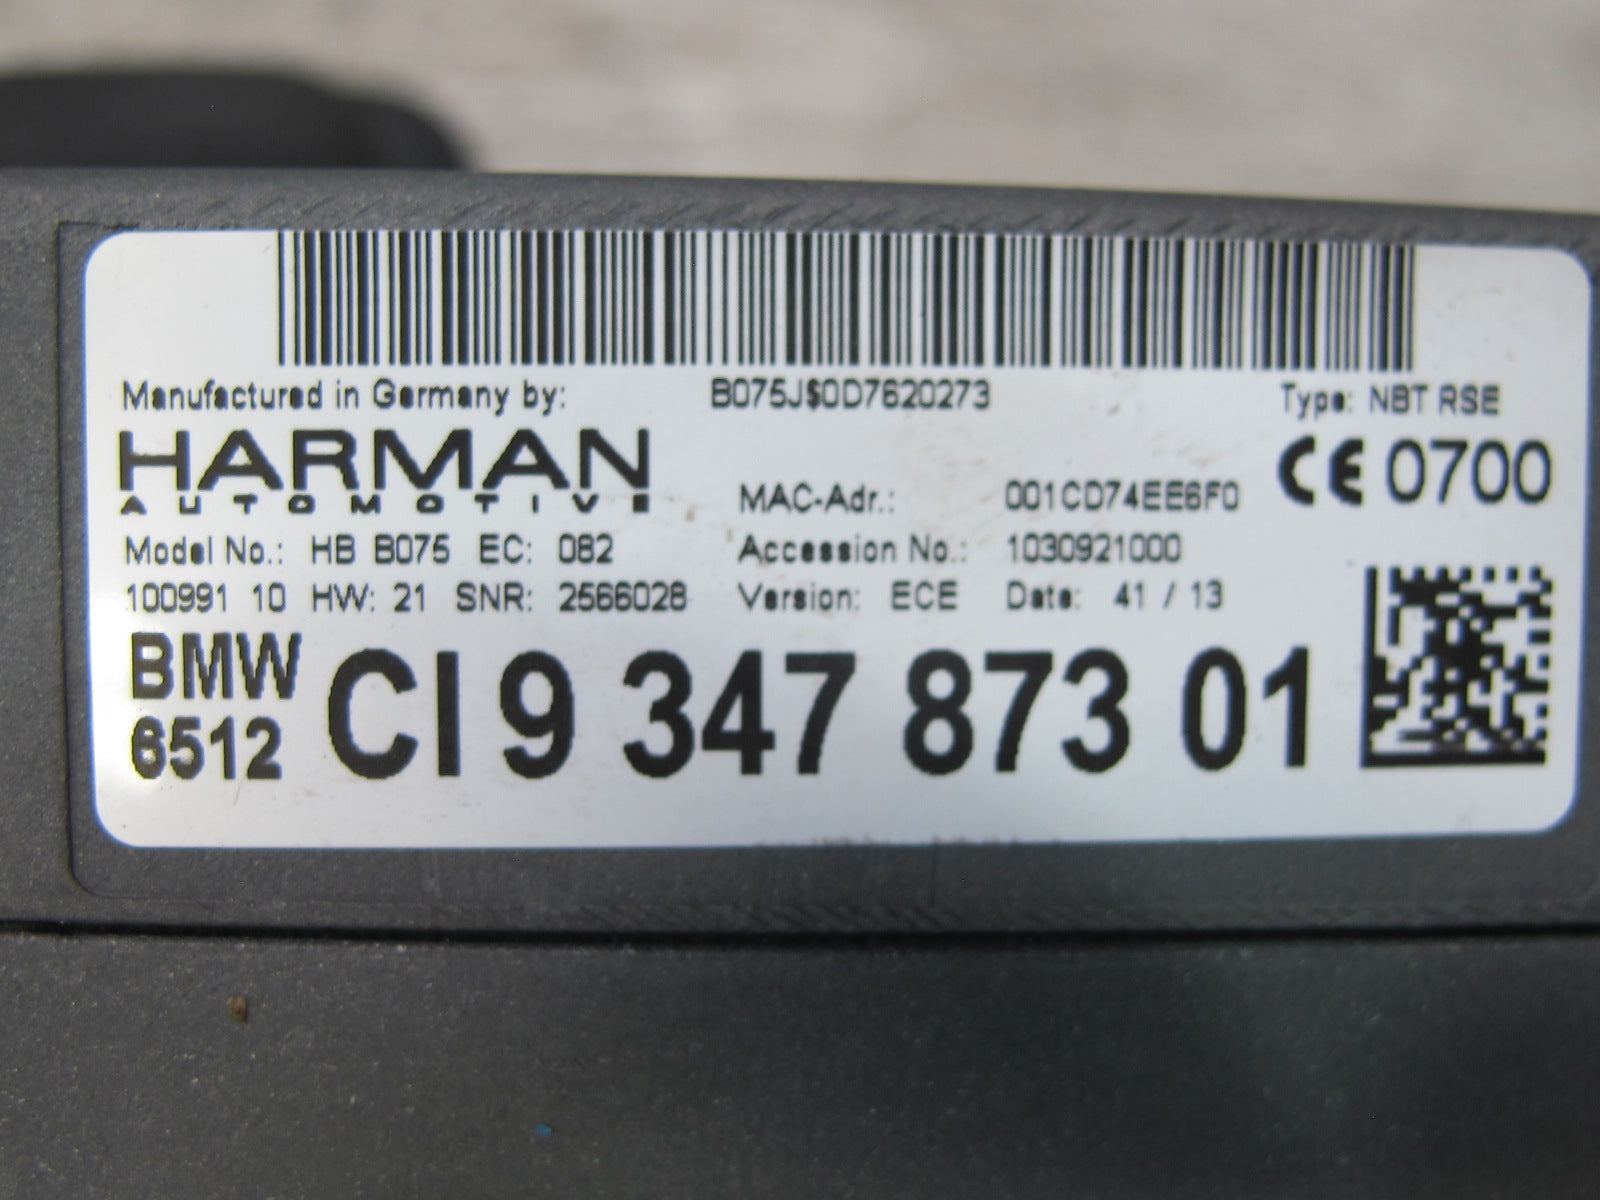 Manufactured in Germany by: B075J$0D7620273 Type: NBT RSE
HARMAN
AUTOMOTIVE
MAC-Adr.: 001CD74EE6F0 CE 0700
Model No.: HB B075 EC: 082 Accession No.: 1030921000
100991 10 HW: 21 SNR: 2566028 Version: ECE Date: 41 / 13
BMW
6512 CI 9 347 873 01